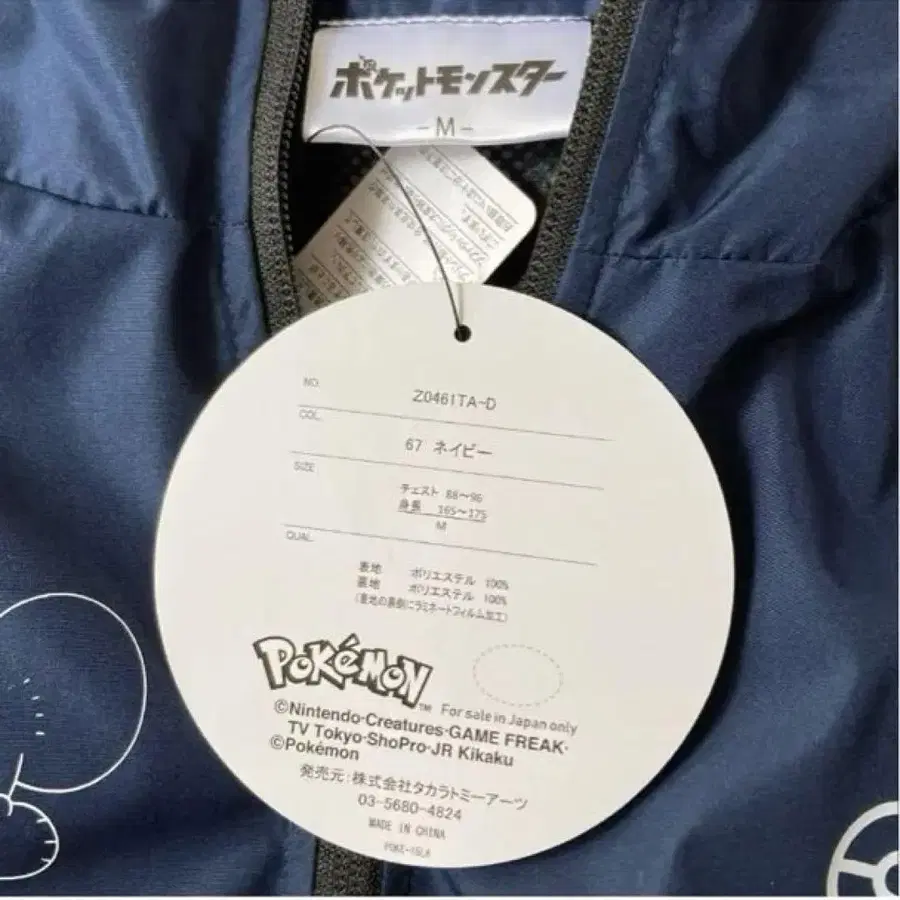 ポケットモンスター
-M-
NO.
Z0461TA-D
COL.
67 ネイビー
SIZE
チェスト 88〜96
身長 165〜175
M
QUAL.
表地 ポリエステル 100%
裏地 ポリエステル 100%
(表地の裏側にラミネートフィルム加工)
POKéMON™
For sale in Japan only
©Nintendo·Creatures·GAME FREAK·
TV Tokyo·ShoPro·JR Kikaku
©Pokémon
発売元:株式会社タカラトミーアーツ
03-5680-4824
MADE IN CHINA